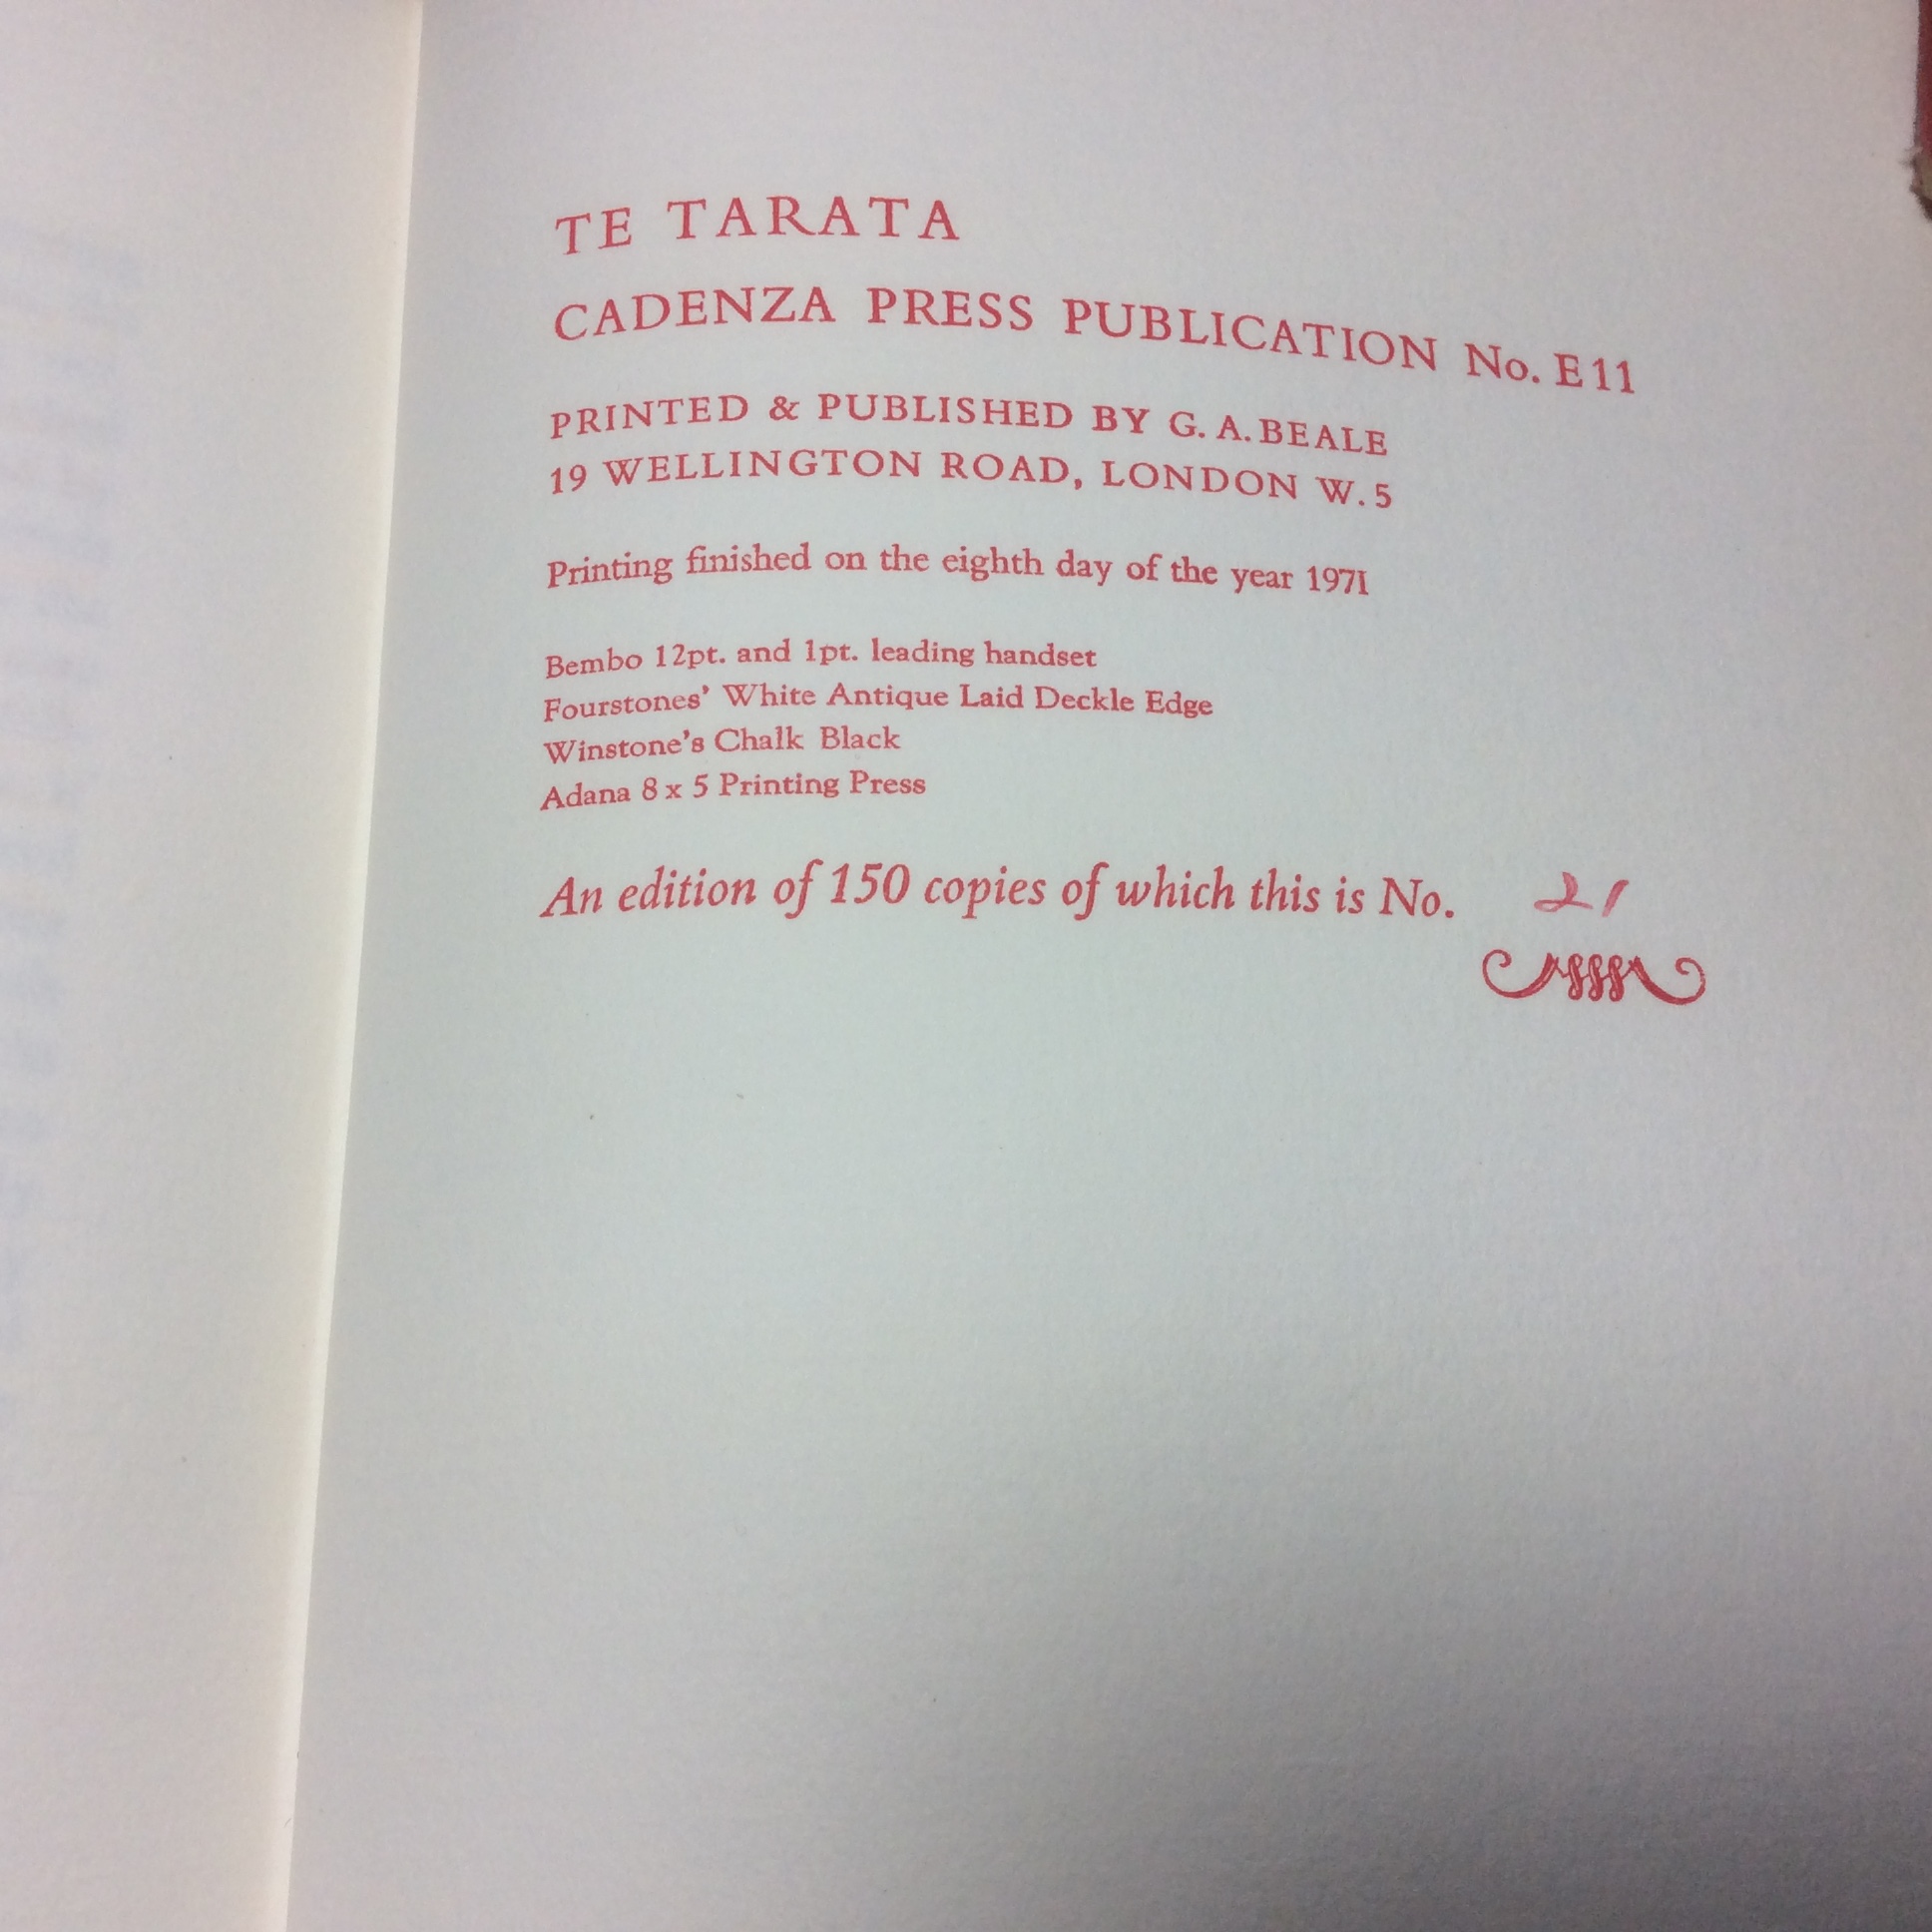 TE TARATA
CADENZA PRESS PUBLICATION No. E11
PRINTED & PUBLISHED BY G. A. BEALE
19 WELLINGTON ROAD, LONDON W. 5
Printing finished on the eighth day of the year 1971
Bembo 12pt. and 1pt. leading handset
Fourstones' White Antique Laid Deckle Edge
Winstone's Chalk Black
Adana 8 x 5 Printing Press
An edition of 150 copies of which this is No. 21